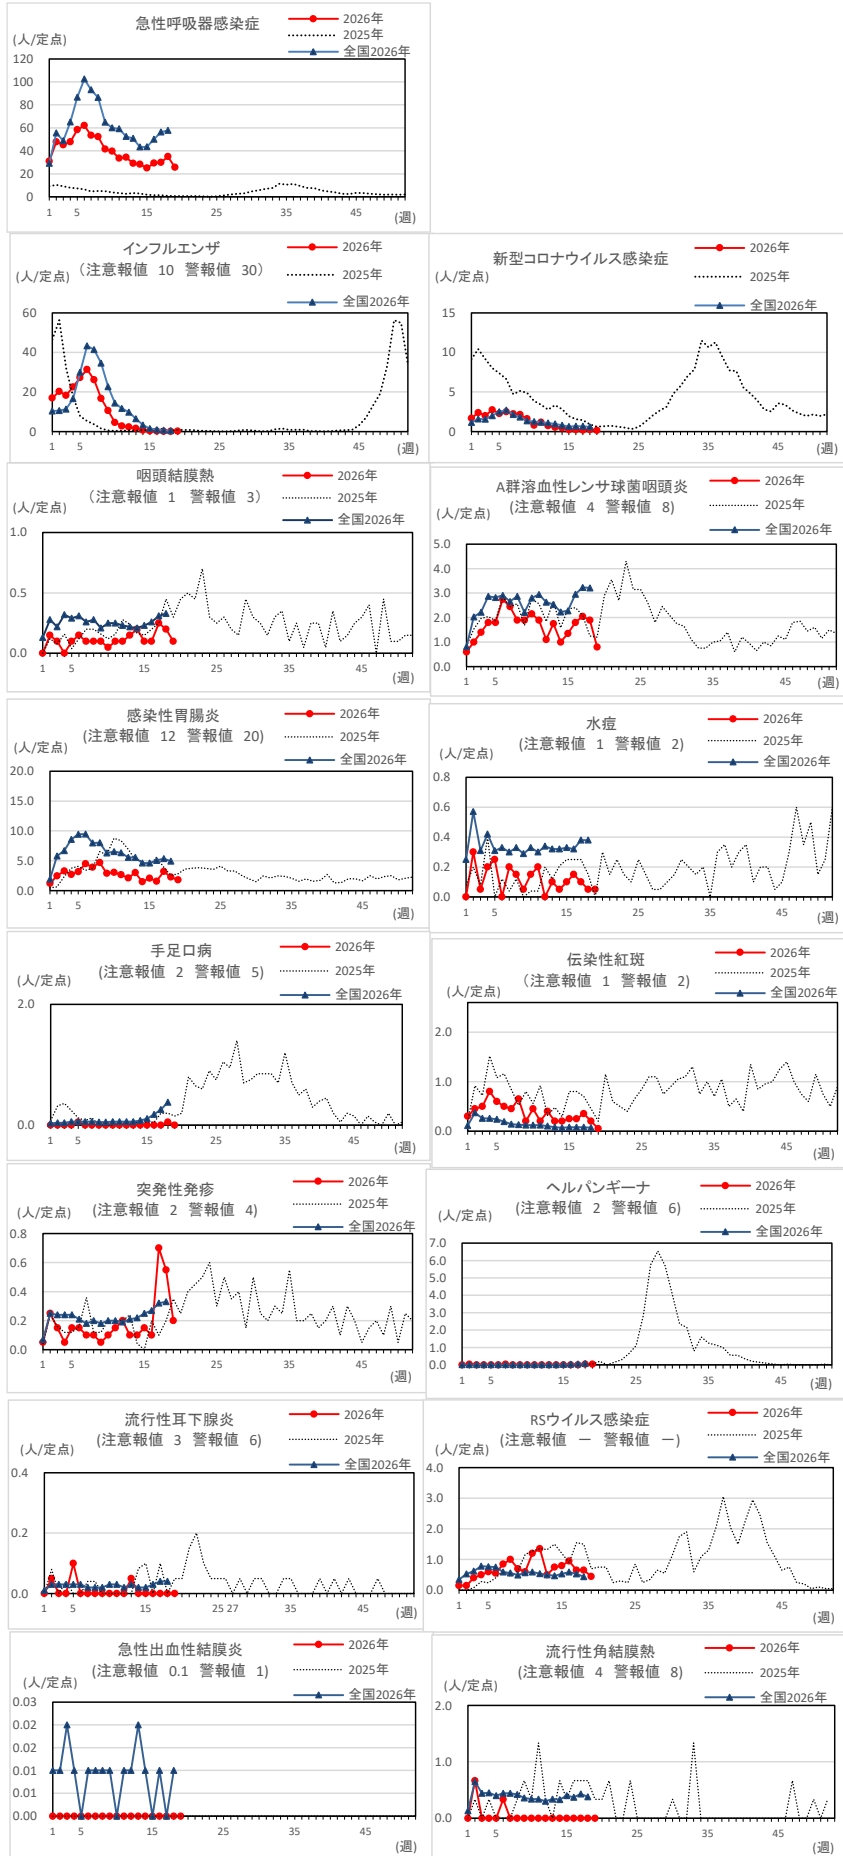 急性呼吸器感染症
(人/定点)
2026年
2025年
全国2026年
120
100
80
60
40
20
0
1 5 15 25 35 45
(週)
インフルエンザ
（注意報値 10 警報値 30）
(人/定点)
2026年
2025年
全国2026年
60
40
20
0
1 5 15 25 35 45
(週)
新型コロナウイルス感染症
(人/定点)
2026年
2025年
全国2026年
15
10
5
0
1 5 15 25 35 45
(週)
咽頭結膜熱
（注意報値 1 警報値 3）
(人/定点)
2026年
2025年
全国2026年
1.0
0.5
0.0
1 5 15 25 35 45
(週)
A群溶血性レンサ球菌咽頭炎
(注意報値 4 警報値 8)
(人/定点)
2026年
2025年
全国2026年
5.0
4.0
3.0
2.0
1.0
0.0
1 5 15 25 35 45
(週)
感染性胃腸炎
(注意報値 12 警報値 20)
(人/定点)
2026年
2025年
全国2026年
20.0
15.0
10.0
5.0
0.0
1 5 15 25 35 45
(週)
水痘
(注意報値 1 警報値 2)
(人/定点)
2026年
2025年
全国2026年
0.8
0.6
0.4
0.2
0.0
1 5 15 25 35 45
(週)
手足口病
(注意報値 2 警報値 5)
(人/定点)
2026年
2025年
全国2026年
2.0
0.0
1 5 15 25 35 45
(週)
伝染性紅斑
（注意報値 1 警報値 2)
(人/定点)
2026年
2025年
全国2026年
2.0
1.0
0.0
1 5 15 25 35 45
(週)
突発性発疹
(注意報値 2 警報値 4)
(人/定点)
2026年
2025年
全国2026年
0.8
0.6
0.4
0.2
0.0
1 5 15 25 35 45
(週)
ヘルパンギーナ
(注意報値 2 警報値 6)
(人/定点)
2026年
2025年
全国2026年
7.0
6.0
5.0
4.0
3.0
2.0
1.0
0.0
1 5 15 25 35 45
(週)
流行性耳下腺炎
(注意報値 3 警報値 6)
(人/定点)
2026年
2025年
全国2026年
0.4
0.2
0.0
1 5 15 25 27 35 45
(週)
RSウイルス感染症
(注意報値 ー 警報値 ー)
(人/定点)
2026年
2025年
全国2026年
4.0
3.0
2.0
1.0
0.0
1 5 15 25 35 45
(週)
急性出血性結膜炎
(注意報値 0.1 警報値 1)
(人/定点)
2026年
2025年
全国2026年
0.03
0.02
0.02
0.01
0.01
0.00
1 5 15 25 35 45
(週)
流行性角結膜熱
(注意報値 4 警報値 8)
(人/定点)
2026年
2025年
全国2026年
2.0
1.0
0.0
1 5 15 25 35 45
(週)